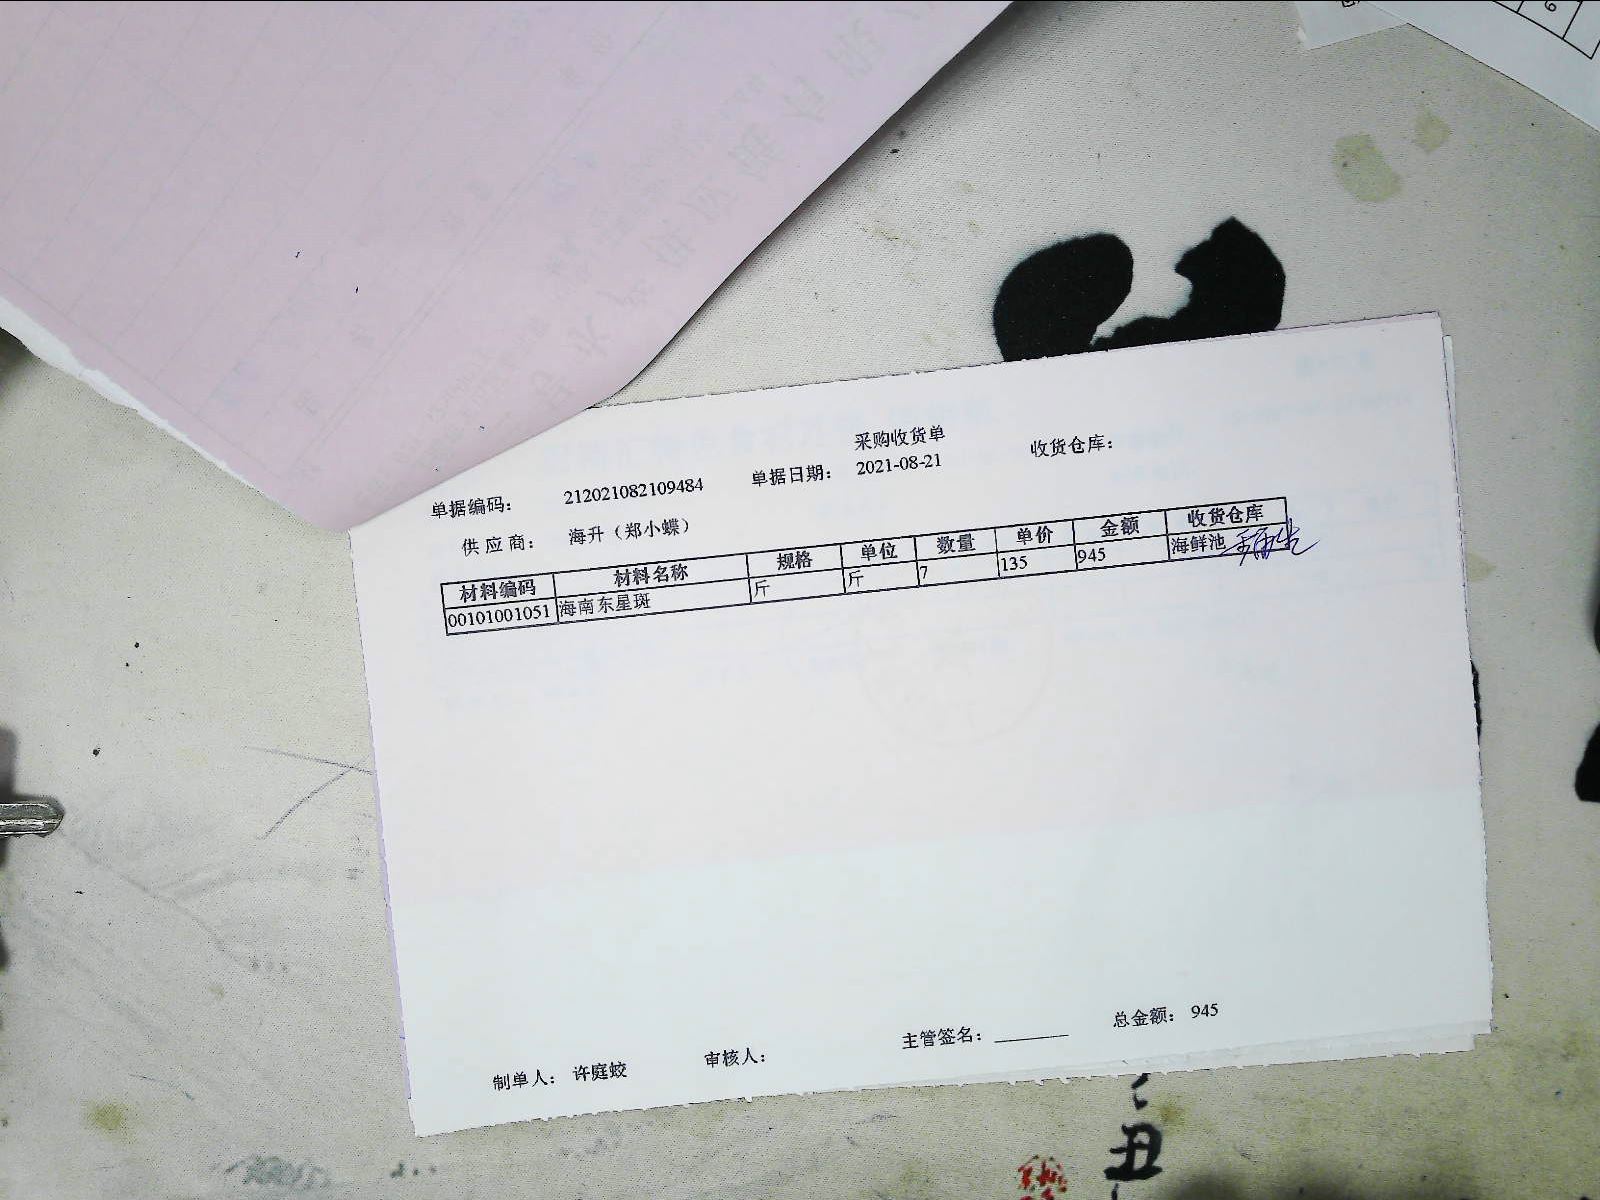 采购收货单
单据编码： 212021082109484 单据日期： 2021-08-21 收货仓库：
供 应 商： 海升（郑小蝶）
材料编码 材料名称 规格 单位 数量 单价 金额 收货仓库
00101001051 海南东星斑 斤 斤 7 135 945 海鲜池
制单人： 许庭蛟 审核人： 主管签名： 总金额： 945
丑